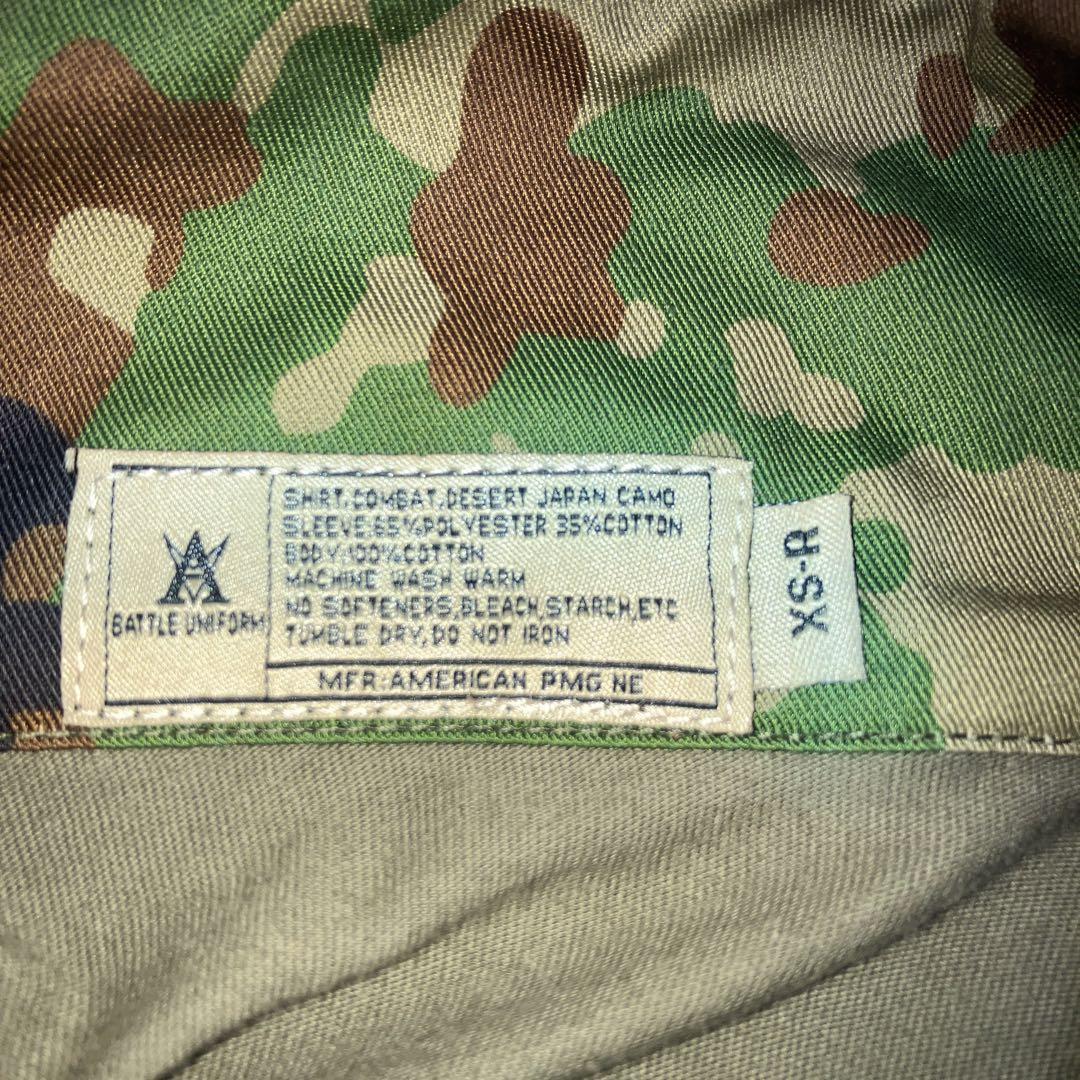 SHIRT, COMBAT, DESERT JAPAN CAMO
SLEEVE:65%POLYESTER 35%COTTON
BODY:100%COTTON
MACHINE WASH WARM
NO SOFTENERS,BLEACH,STARCH,ETC
TUMBLE DRY,DO NOT IRON
MFR:AMERICAN PMG NE
BATTLE UNIFORM
XS-R